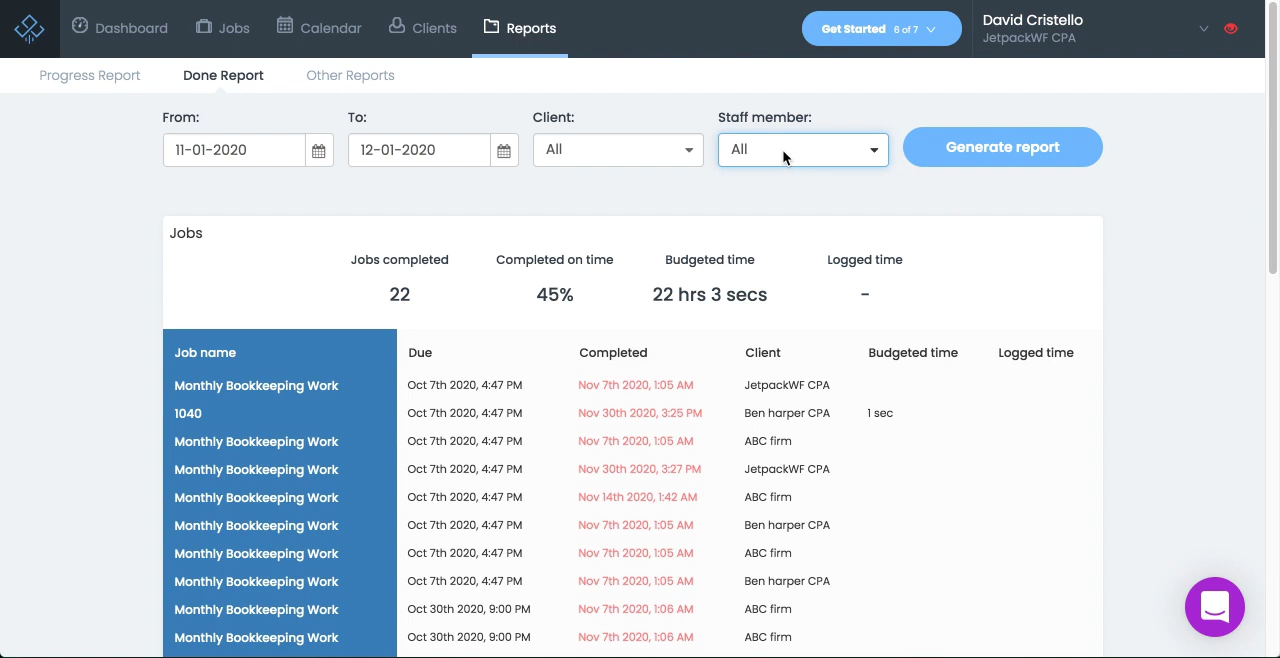 Dashboard Jobs Calendar Clients Reports Get Started 6 of 7 David Cristello
JetpackWF CPA
Progress Report Done Report Other Reports
From: To: Client: Staff member:
11-01-2020 12-01-2020 All All Generate report
Jobs
Jobs completed Completed on time Budgeted time Logged time
22 45% 22 hrs 3 secs -
Job name Due Completed Client Budgeted time Logged time
Monthly Bookkeeping Work Oct 7th 2020, 4:47 PM Nov 7th 2020, 1:05 AM JetpackWF CPA
1040 Oct 7th 2020, 4:47 PM Nov 30th 2020, 3:25 PM Ben harper CPA 1 sec
Monthly Bookkeeping Work Oct 7th 2020, 4:47 PM Nov 7th 2020, 1:05 AM ABC firm
Monthly Bookkeeping Work Oct 7th 2020, 4:47 PM Nov 30th 2020, 3:27 PM JetpackWF CPA
Monthly Bookkeeping Work Oct 7th 2020, 4:47 PM Nov 14th 2020, 1:42 AM ABC firm
Monthly Bookkeeping Work Oct 7th 2020, 4:47 PM Nov 7th 2020, 1:05 AM Ben harper CPA
Monthly Bookkeeping Work Oct 7th 2020, 4:47 PM Nov 7th 2020, 1:05 AM ABC firm
Monthly Bookkeeping Work Oct 7th 2020, 4:47 PM Nov 7th 2020, 1:05 AM Ben harper CPA
Monthly Bookkeeping Work Oct 30th 2020, 9:00 PM Nov 7th 2020, 1:06 AM ABC firm
Monthly Bookkeeping Work Oct 30th 2020, 9:00 PM Nov 7th 2020, 1:06 AM ABC firm